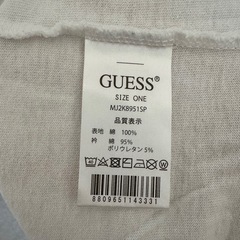 GUESS®
SIZE ONE
MJ2K8951SP
品質表示
表地 綿 100%
衿 綿 95%
ポリウレタン 5%
8809651143331